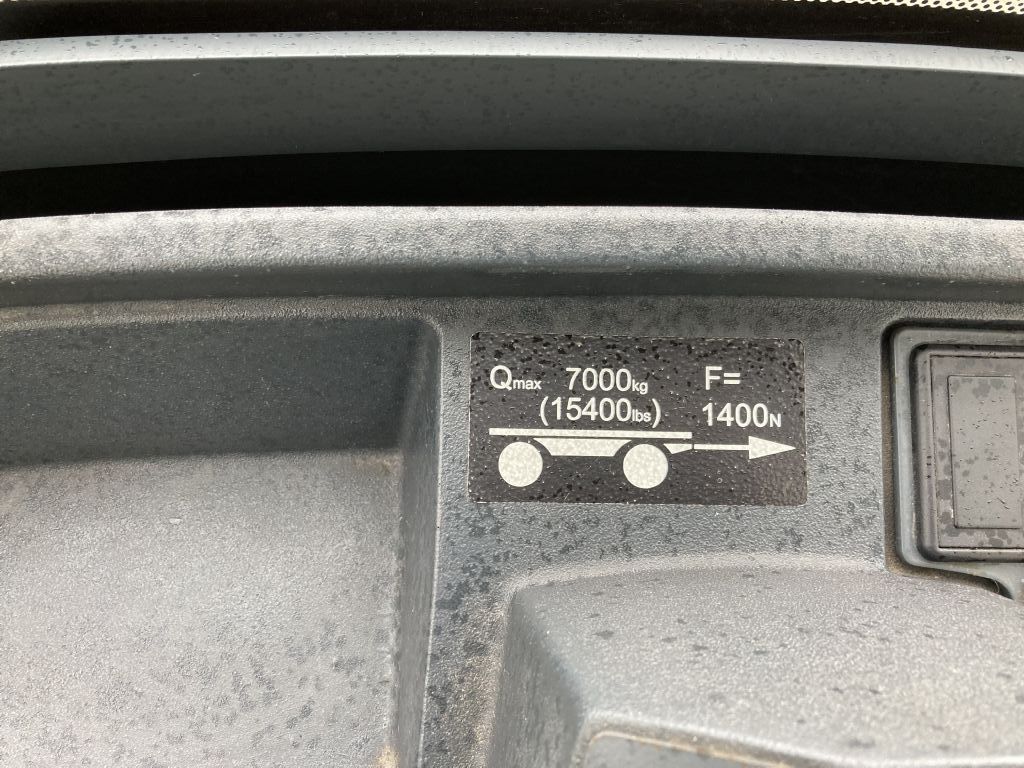 Qmax 7000kg F=
(15400lbs) 1400N